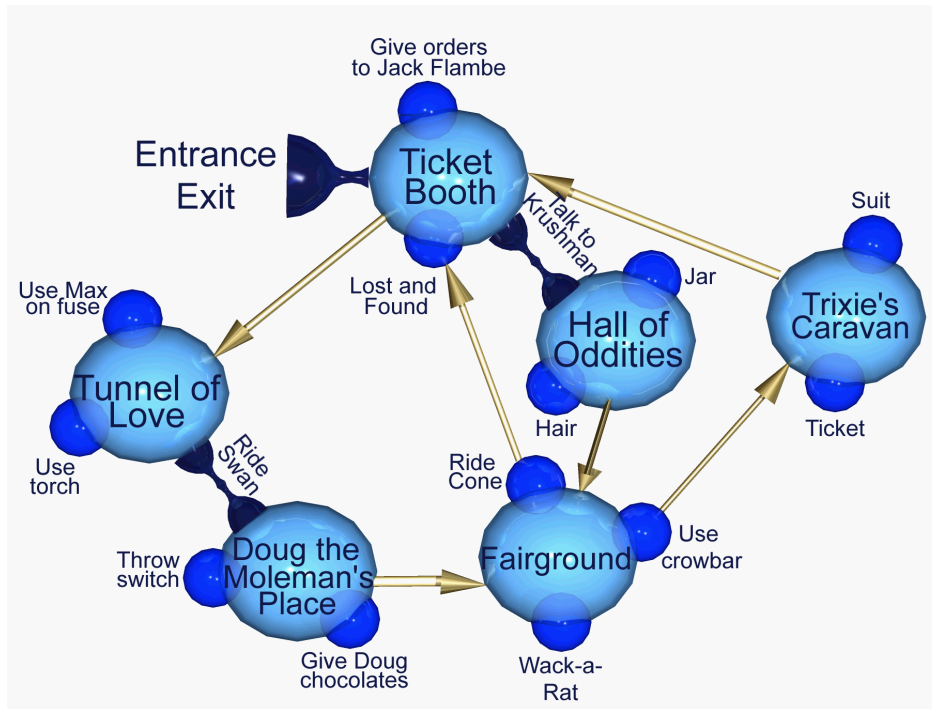 Give orders
to Jack Flambe
Entrance
Exit
Ticket
Booth
Talk to
Krushman
Suit
Lost and
Found
Jar
Use Max
on fuse
Hall of
Oddities
Trixie's
Caravan
Tunnel of
Love
Hair
Ticket
Use
torch
Ride
Swan
Ride
Cone
Throw
switch
Doug the
Moleman's
Place
Fairground
Use
crowbar
Give Doug
chocolates
Wack-a-
Rat